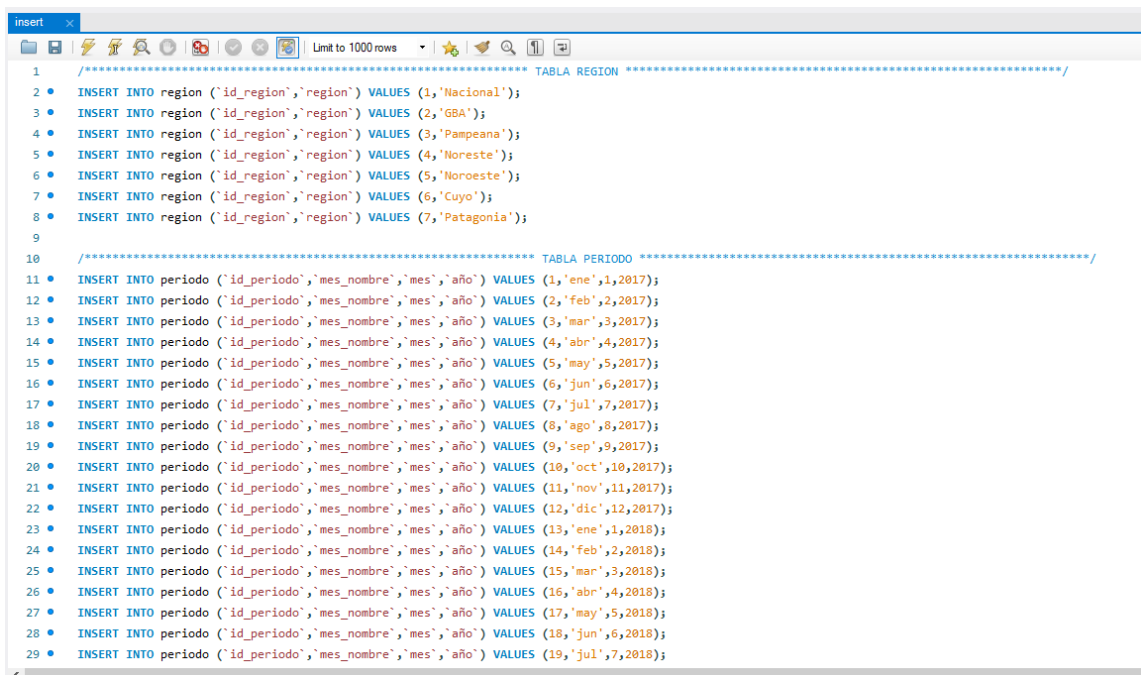 insert ×
Limit to 1000 rows
1 /**************************************************************** TABLA REGION ****************************************************************/
2 INSERT INTO region (`id_region`,`region`) VALUES (1,'Nacional');
3 INSERT INTO region (`id_region`,`region`) VALUES (2,'GBA');
4 INSERT INTO region (`id_region`,`region`) VALUES (3,'Pampeana');
5 INSERT INTO region (`id_region`,`region`) VALUES (4,'Noreste');
6 INSERT INTO region (`id_region`,`region`) VALUES (5,'Noroeste');
7 INSERT INTO region (`id_region`,`region`) VALUES (6,'Cuyo');
8 INSERT INTO region (`id_region`,`region`) VALUES (7,'Patagonia');
9
10 /***************************************************************** TABLA PERIODO *****************************************************************/
11 INSERT INTO periodo (`id_periodo`,`mes_nombre`,`mes`,`año`) VALUES (1,'ene',1,2017);
12 INSERT INTO periodo (`id_periodo`,`mes_nombre`,`mes`,`año`) VALUES (2,'feb',2,2017);
13 INSERT INTO periodo (`id_periodo`,`mes_nombre`,`mes`,`año`) VALUES (3,'mar',3,2017);
14 INSERT INTO periodo (`id_periodo`,`mes_nombre`,`mes`,`año`) VALUES (4,'abr',4,2017);
15 INSERT INTO periodo (`id_periodo`,`mes_nombre`,`mes`,`año`) VALUES (5,'may',5,2017);
16 INSERT INTO periodo (`id_periodo`,`mes_nombre`,`mes`,`año`) VALUES (6,'jun',6,2017);
17 INSERT INTO periodo (`id_periodo`,`mes_nombre`,`mes`,`año`) VALUES (7,'jul',7,2017);
18 INSERT INTO periodo (`id_periodo`,`mes_nombre`,`mes`,`año`) VALUES (8,'ago',8,2017);
19 INSERT INTO periodo (`id_periodo`,`mes_nombre`,`mes`,`año`) VALUES (9,'sep',9,2017);
20 INSERT INTO periodo (`id_periodo`,`mes_nombre`,`mes`,`año`) VALUES (10,'oct',10,2017);
21 INSERT INTO periodo (`id_periodo`,`mes_nombre`,`mes`,`año`) VALUES (11,'nov',11,2017);
22 INSERT INTO periodo (`id_periodo`,`mes_nombre`,`mes`,`año`) VALUES (12,'dic',12,2017);
23 INSERT INTO periodo (`id_periodo`,`mes_nombre`,`mes`,`año`) VALUES (13,'ene',1,2018);
24 INSERT INTO periodo (`id_periodo`,`mes_nombre`,`mes`,`año`) VALUES (14,'feb',2,2018);
25 INSERT INTO periodo (`id_periodo`,`mes_nombre`,`mes`,`año`) VALUES (15,'mar',3,2018);
26 INSERT INTO periodo (`id_periodo`,`mes_nombre`,`mes`,`año`) VALUES (16,'abr',4,2018);
27 INSERT INTO periodo (`id_periodo`,`mes_nombre`,`mes`,`año`) VALUES (17,'may',5,2018);
28 INSERT INTO periodo (`id_periodo`,`mes_nombre`,`mes`,`año`) VALUES (18,'jun',6,2018);
29 INSERT INTO periodo (`id_periodo`,`mes_nombre`,`mes`,`año`) VALUES (19,'jul',7,2018);